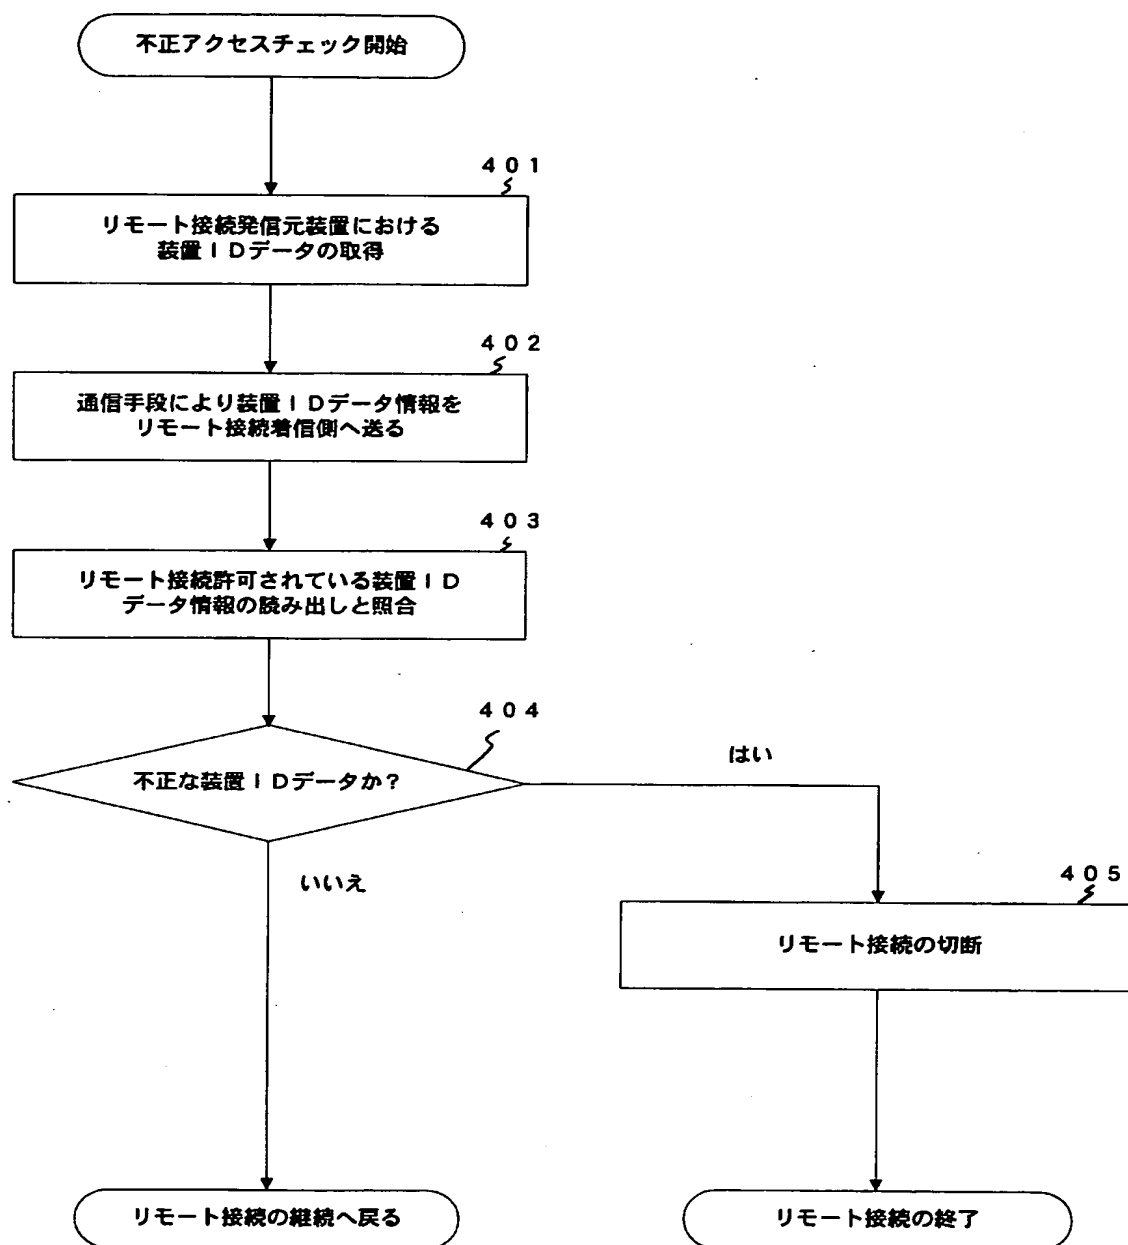 不正アクセスチェック開始
４０１
リモート接続発信元装置における
装置ＩＤデータの取得
４０２
通信手段により装置ＩＤデータ情報を
リモート接続着信側へ送る
４０３
リモート接続許可されている装置ＩＤ
データ情報の読み出しと照合
４０４
不正な装置ＩＤデータか？
はい
いいえ
４０５
リモート接続の切断
リモート接続の継続へ戻る
リモート接続の終了